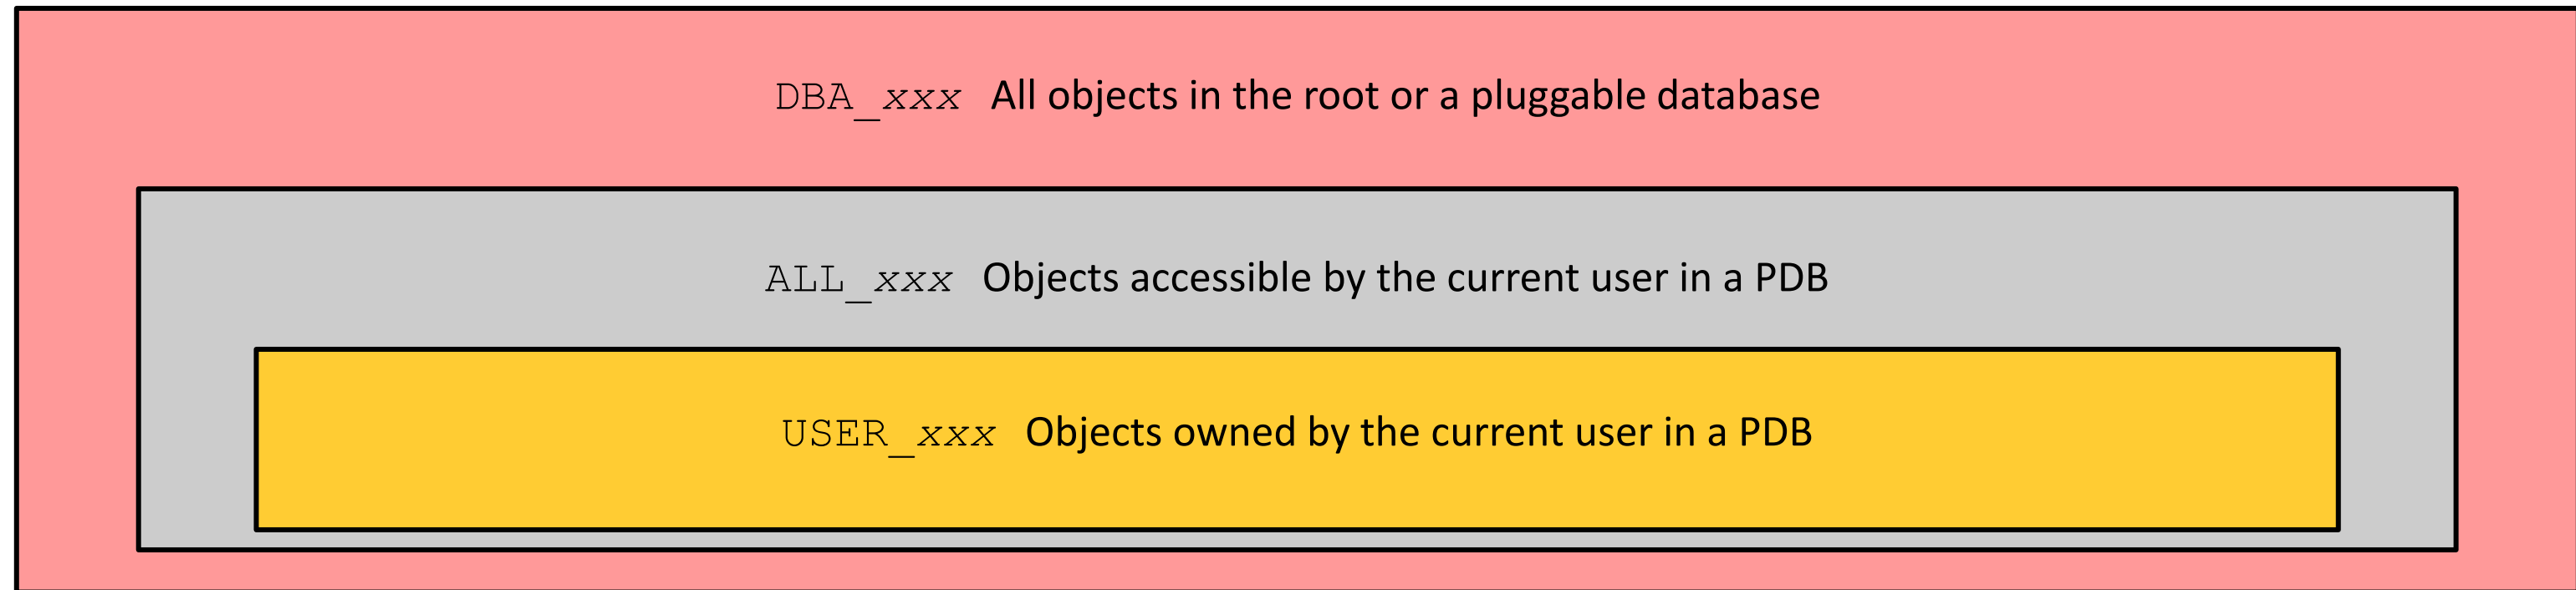 DBA_xxx All objects in the root or a pluggable database
ALL_xxx Objects accessible by the current user in a PDB
USER_xxx Objects owned by the current user in a PDB